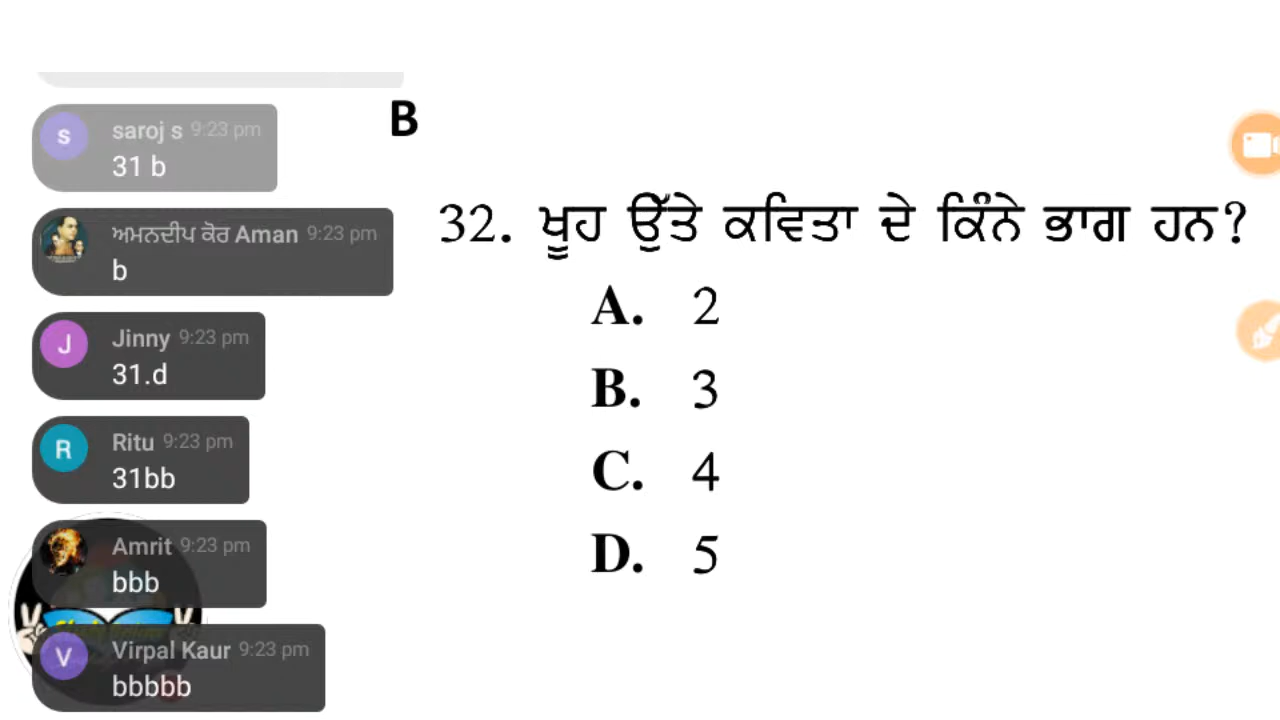 saroj s 9:23 pm
31 b
ਅਮਨਦੀਪ ਕੋਰ Aman 9:23 pm
b
Jinny 9:23 pm
31.d
Ritu 9:23 pm
31bb
Amrit 9:23 pm
bbb
Virpal Kaur 9:23 pm
bbbbb
B
32. ਖੂਹ ਉੱਤੇ ਕਵਿਤਾ ਦੇ ਕਿੰਨੇ ਭਾਗ ਹਨ?
A. 2
B. 3
C. 4
D. 5